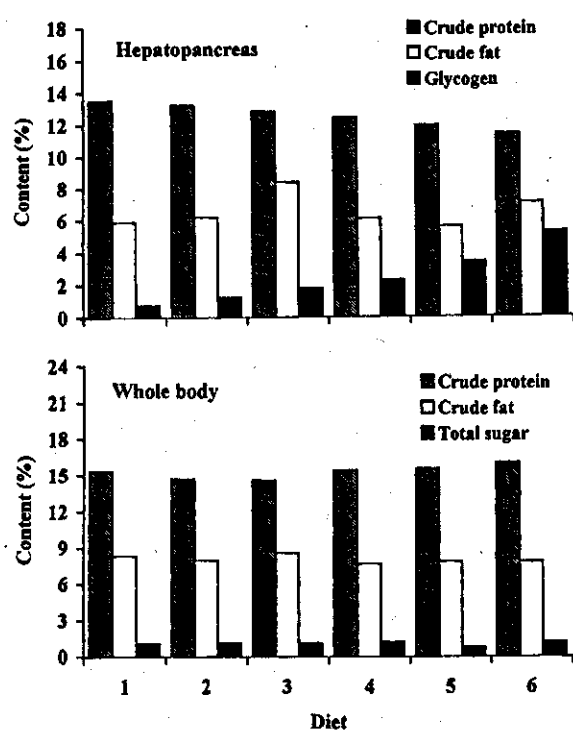 Hepatopancreas
Crude protein
Crude fat
Glycogen
Content (%)
18
16
14
12
10
8
6
4
2
0
Whole body
Crude protein
Crude fat
Total sugar
Content (%)
24
21
18
15
12
9
6
3
0
1 2 3 4 5 6
Diet